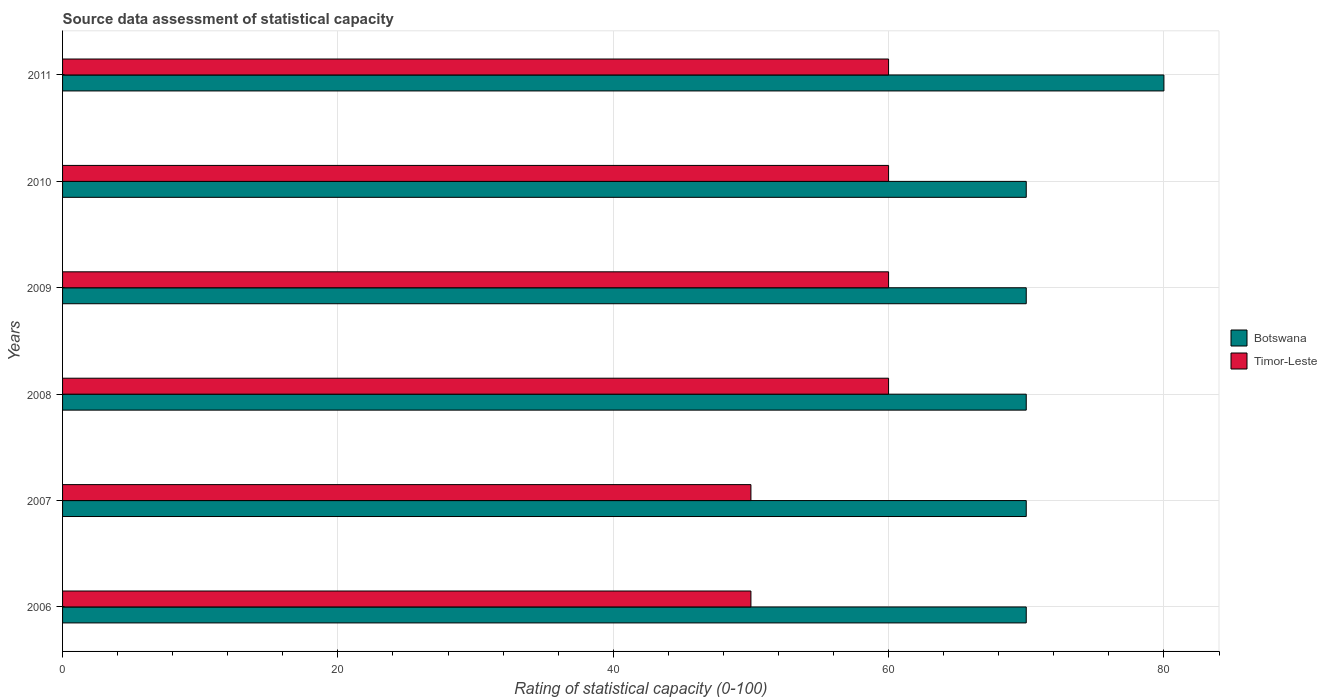 Source data assessment of statistical capacity
2011
2010
2009
2008
2007
2006
Years
0
20
40
60
80
Rating of statistical capacity (0-100)
Botswana
Timor-Leste